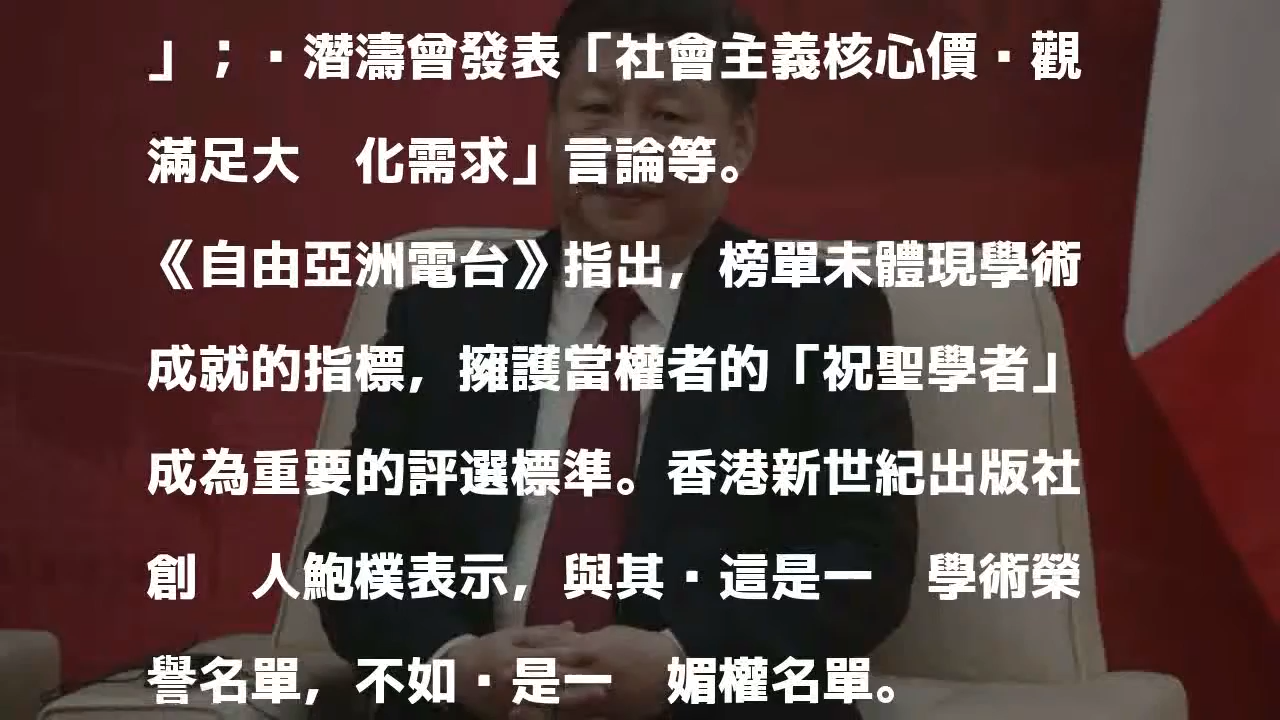 」;·潛濤曾發表「社會主義核心價·觀
滿足大　化需求」言論等。
《自由亞洲電台》指出，榜單未體現學術
成就的指標，擁護當權者的「祝聖學者」
成為重要的評選標準。香港新世紀出版社
創　人鮑樸表示，與其·這是一　學術榮
譽名單，不如·是一　媚權名單。